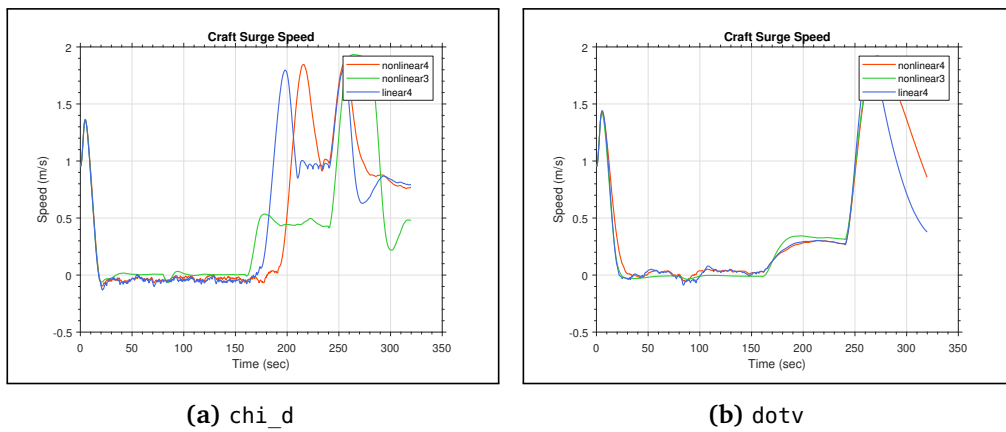 Craft Surge Speed
2
1.5
1
0.5
0
-0.5
Speed (m/s)
nonlinear4
nonlinear3
linear4
0 50 100 150 200 250 300 350
Time (sec)
(a) chi_d
Craft Surge Speed
2
1.5
1
0.5
0
-0.5
Speed (m/s)
nonlinear4
nonlinear3
linear4
0 50 100 150 200 250 300 350
Time (sec)
(b) dotv